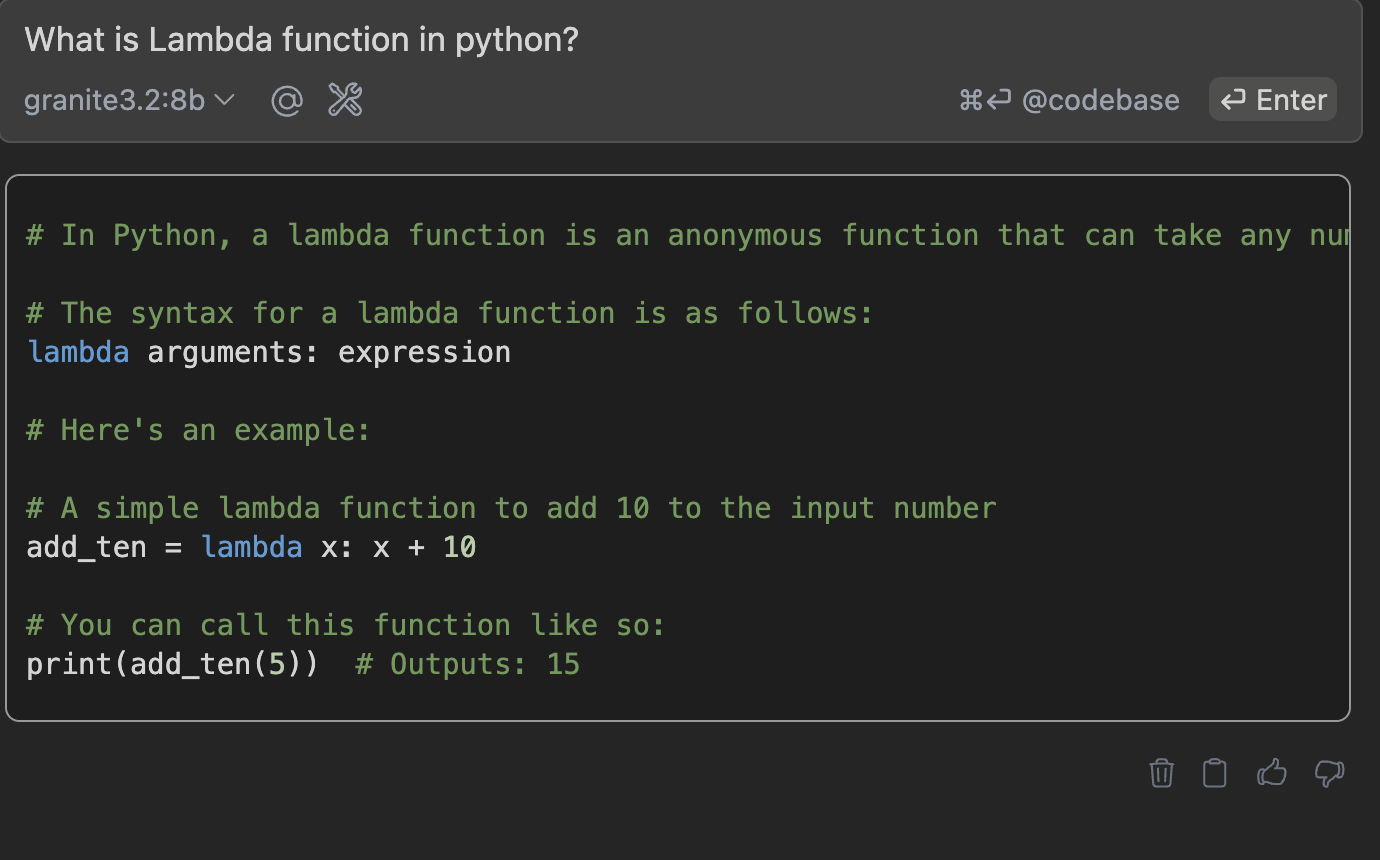 What is Lambda function in python?
granite3.2:8b @ ⌘⏎ @codebase ⏎ Enter
# In Python, a lambda function is an anonymous function that can take any
# The syntax for a lambda function is as follows:
lambda arguments: expression
# Here's an example:
# A simple lambda function to add 10 to the input number
add_ten = lambda x: x + 10
# You can call this function like so:
print(add_ten(5))  # Outputs: 15